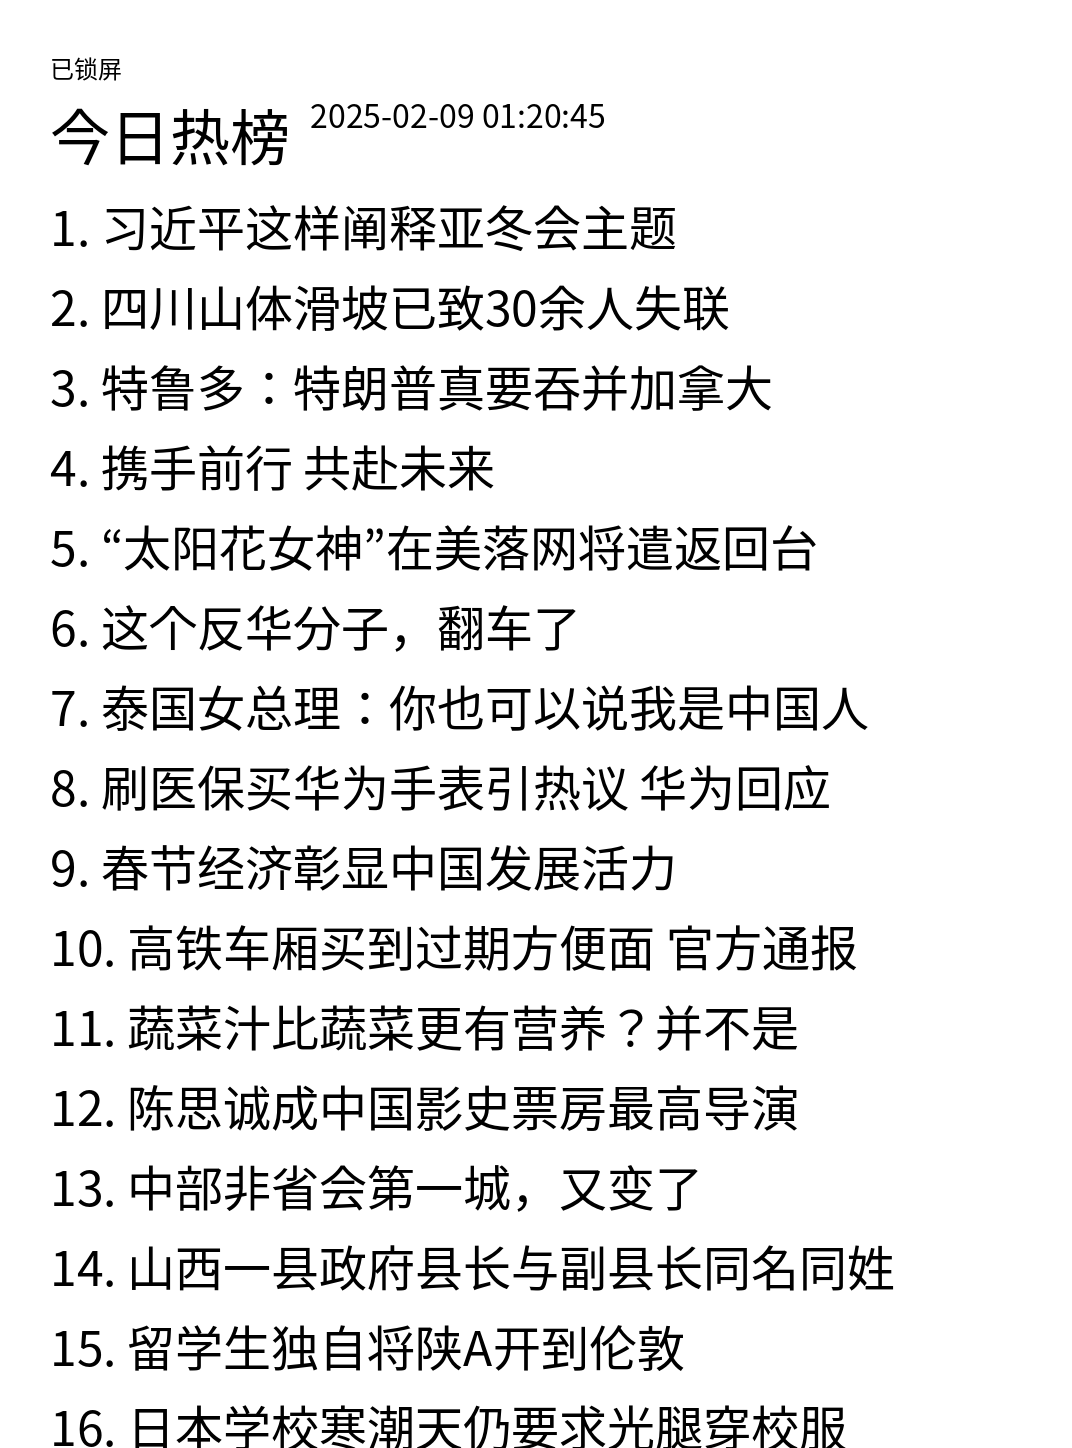 已锁屏
今日热榜 2025-02-09 01:20:45
1. 习近平这样阐释亚冬会主题
2. 四川山体滑坡已致30余人失联
3. 特鲁多：特朗普真要吞并加拿大
4. 携手前行 共赴未来
5. “太阳花女神”在美落网将遣返回台
6. 这个反华分子，翻车了
7. 泰国女总理：你也可以说我是中国人
8. 刷医保买华为手表引热议 华为回应
9. 春节经济彰显中国发展活力
10. 高铁车厢买到过期方便面 官方通报
11. 蔬菜汁比蔬菜更有营养？并不是
12. 陈思诚成中国影史票房最高导演
13. 中部非省会第一城，又变了
14. 山西一县政府县长与副县长同名同姓
15. 留学生独自将陕A开到伦敦
16. 日本学校寒潮天仍要求光腿穿校服